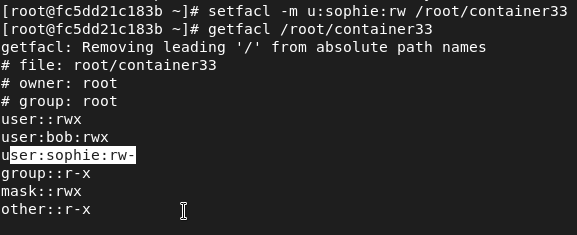 [root@fc5dd21c183b ~]# setfacl -m u:sophie:rw /root/container33
[root@fc5dd21c183b ~]# getfacl /root/container33
getfacl: Removing leading '/' from absolute path names
# file: root/container33
# owner: root
# group: root
user::rwx
user:bob:rwx
user:sophie:rw-
group::r-x
mask::rwx
other::r-x